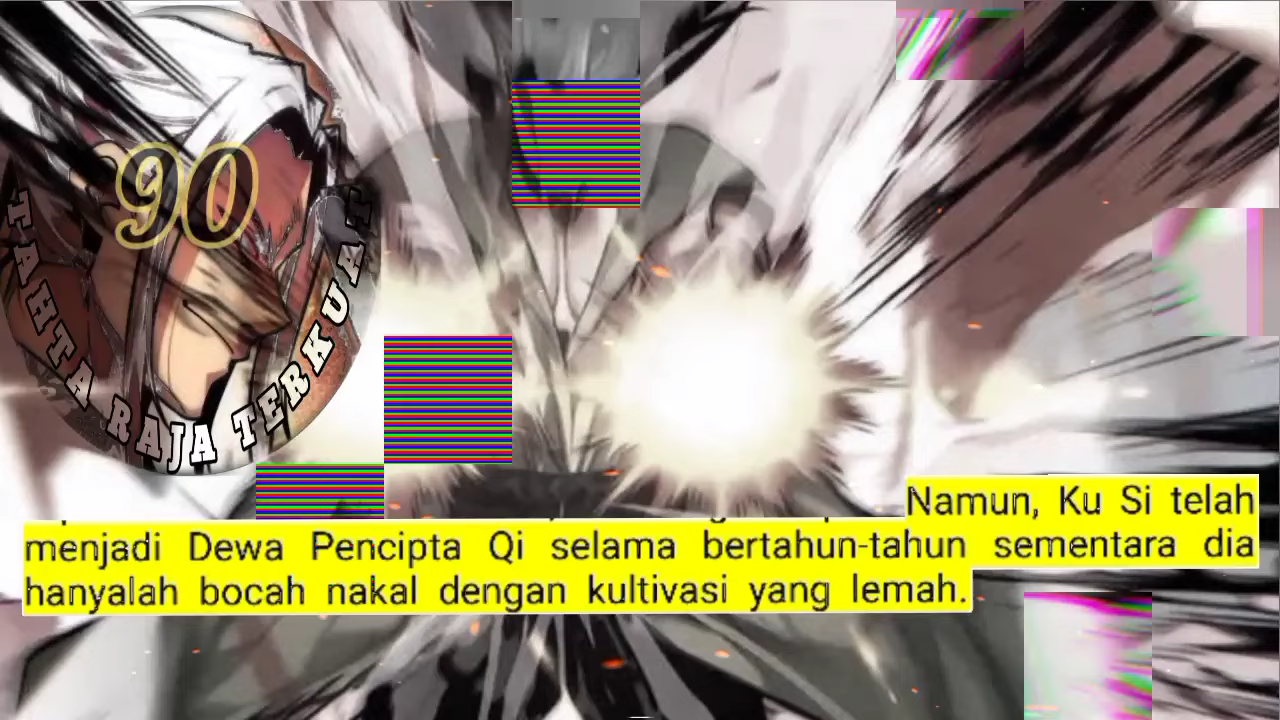 90
TAHTA RAJA TERKUAT
Namun, Ku Si telah
menjadi Dewa Pencipta Qi selama bertahun-tahun sementara dia
hanyalah bocah nakal dengan kultivasi yang lemah.